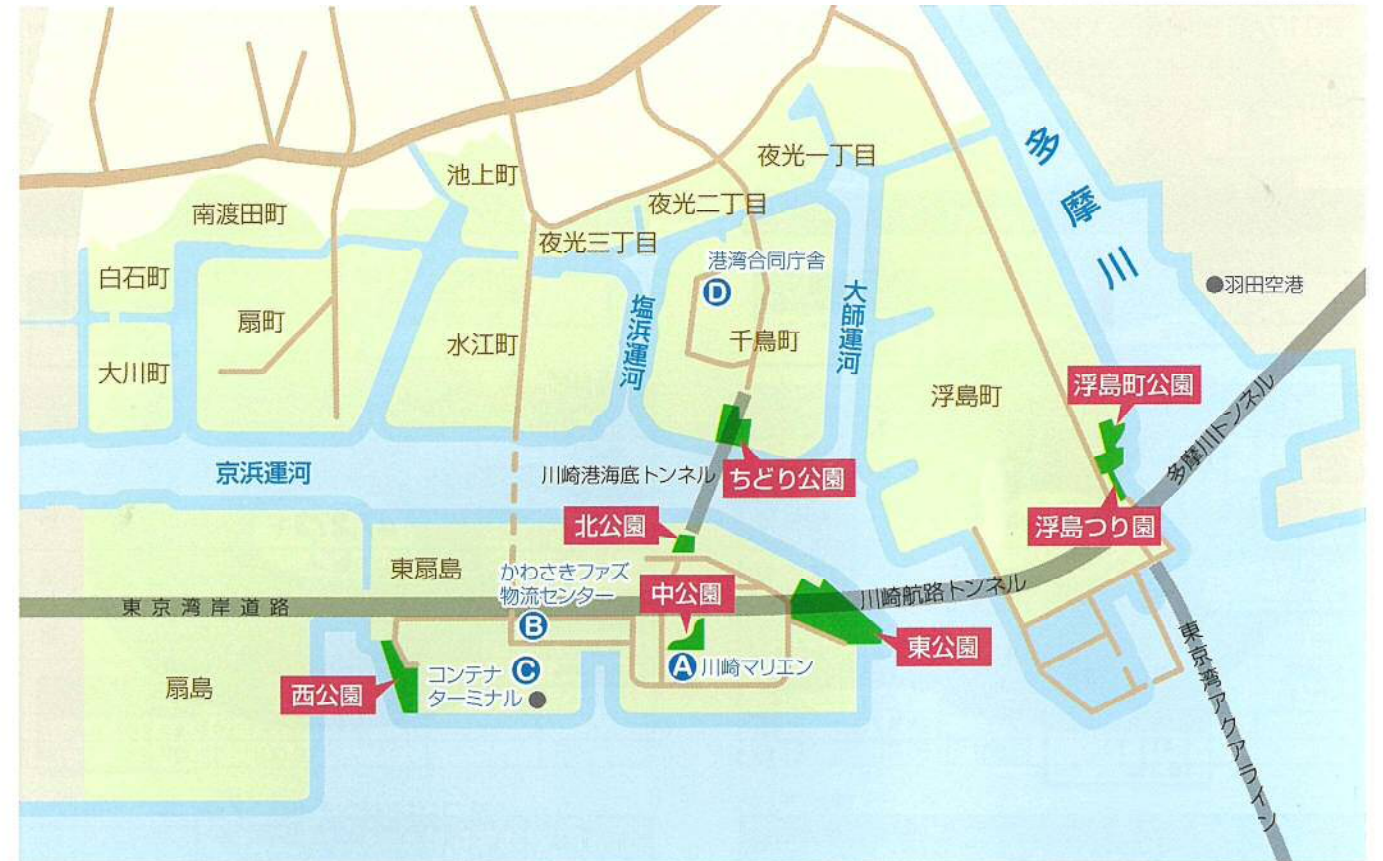 多摩川
池上町
夜光一丁目
南渡田町
夜光二丁目
夜光三丁目
港湾合同庁舎
D
白石町
塩浜運河
大師運河
羽田空港
扇町
水江町
千鳥町
大川町
浮島町
浮島町公園
多摩川トンネル
京浜運河
川崎港海底トンネル
ちどり公園
北公園
浮島つり園
東扇島
かわさきファズ
物流センター
B
中公園
川崎航路トンネル
東京湾岸道路
東公園
東京湾アクアライン
扇島
西公園
コンテナ
ターミナル
C
A 川崎マリエン